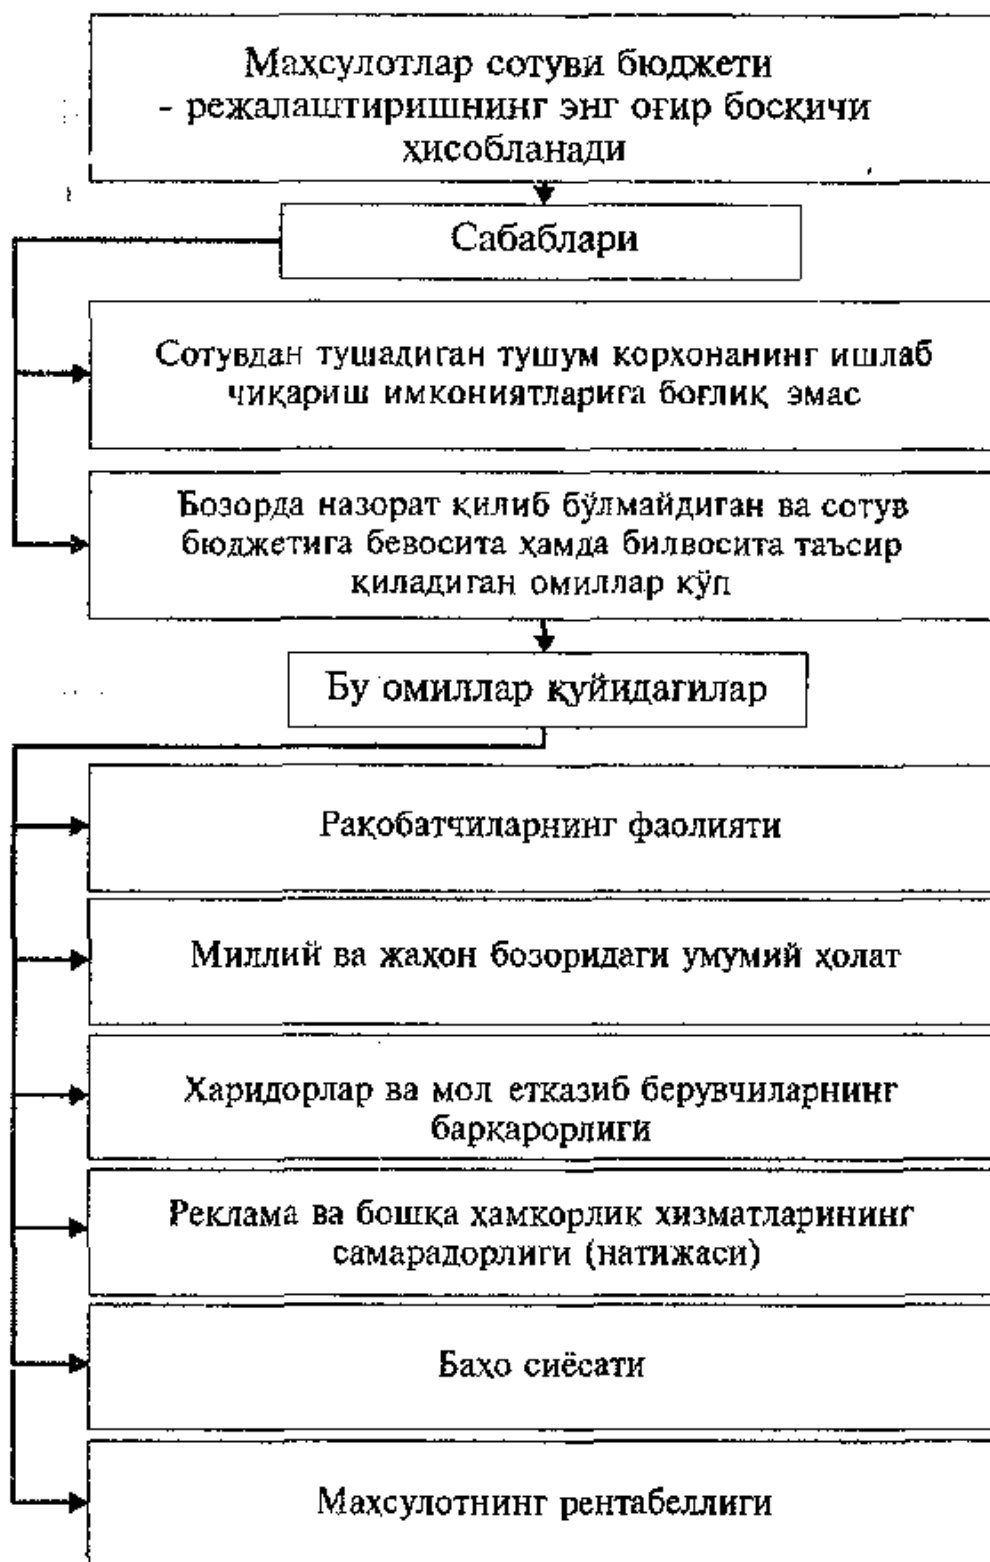 Маҳсулотлар сотуви бюджети
- режалаштиришнинг энг оғир босқичи
ҳисобланади
Сабаблари
Сотувдан тушадиган тушум корхонанинг ишлаб
чиқариш имкониятларига боғлиқ эмас
Бозорда назорат қилиб бўлмайдиган ва сотув
бюджетига бевосита ҳамда билвосита таъсир
қиладиган омиллар кўп
Бу омиллар қуйидагилар
Рақобатчиларнинг фаолияти
Миллий ва жаҳон бозоридаги умумий ҳолат
Харидорлар ва мол етказиб берувчиларнинг
барқарорлиги
Реклама ва бошқа ҳамкорлик хизматларининг
самарадорлиги (натижаси)
Баҳо сиёсати
Маҳсулотнинг рентабеллиги